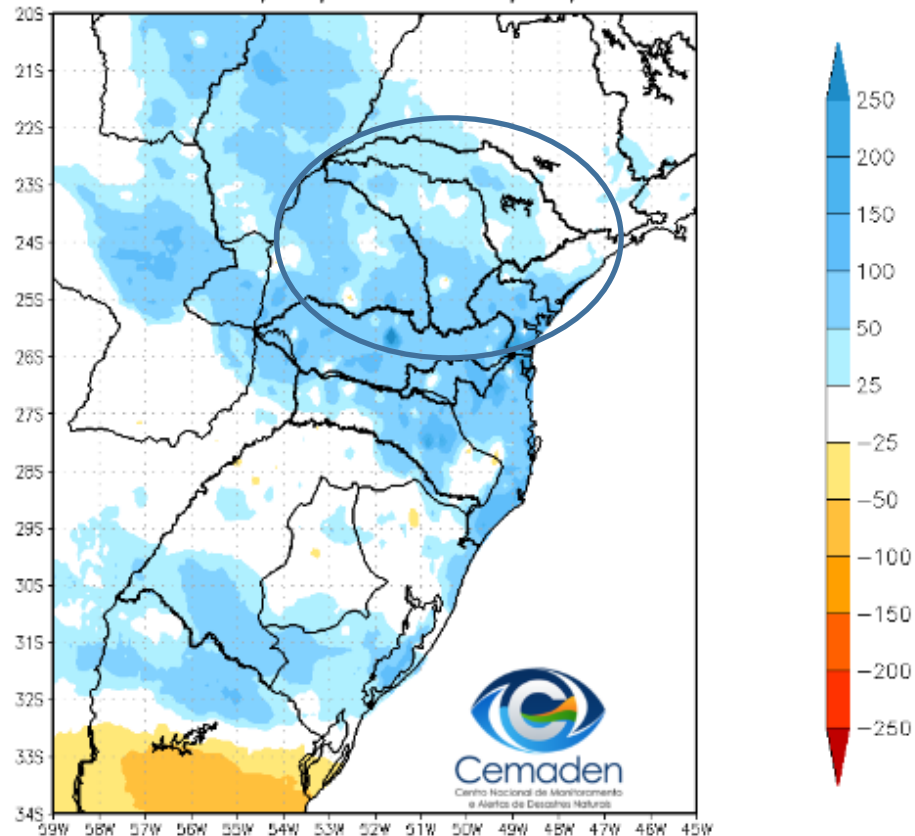 20S
21S
22S
23S
24S
25S
26S
27S
28S
29S
30S
31S
32S
33S
34S
59W 58W 57W 56W 55W 54W 53W 52W 51W 50W 49W 48W 47W 46W 45W
250
200
150
100
50
25
−25
−50
−100
−150
−200
−250
Cemaden
Centro Nacional de Monitoramento
e Alertas de Desastres Naturais